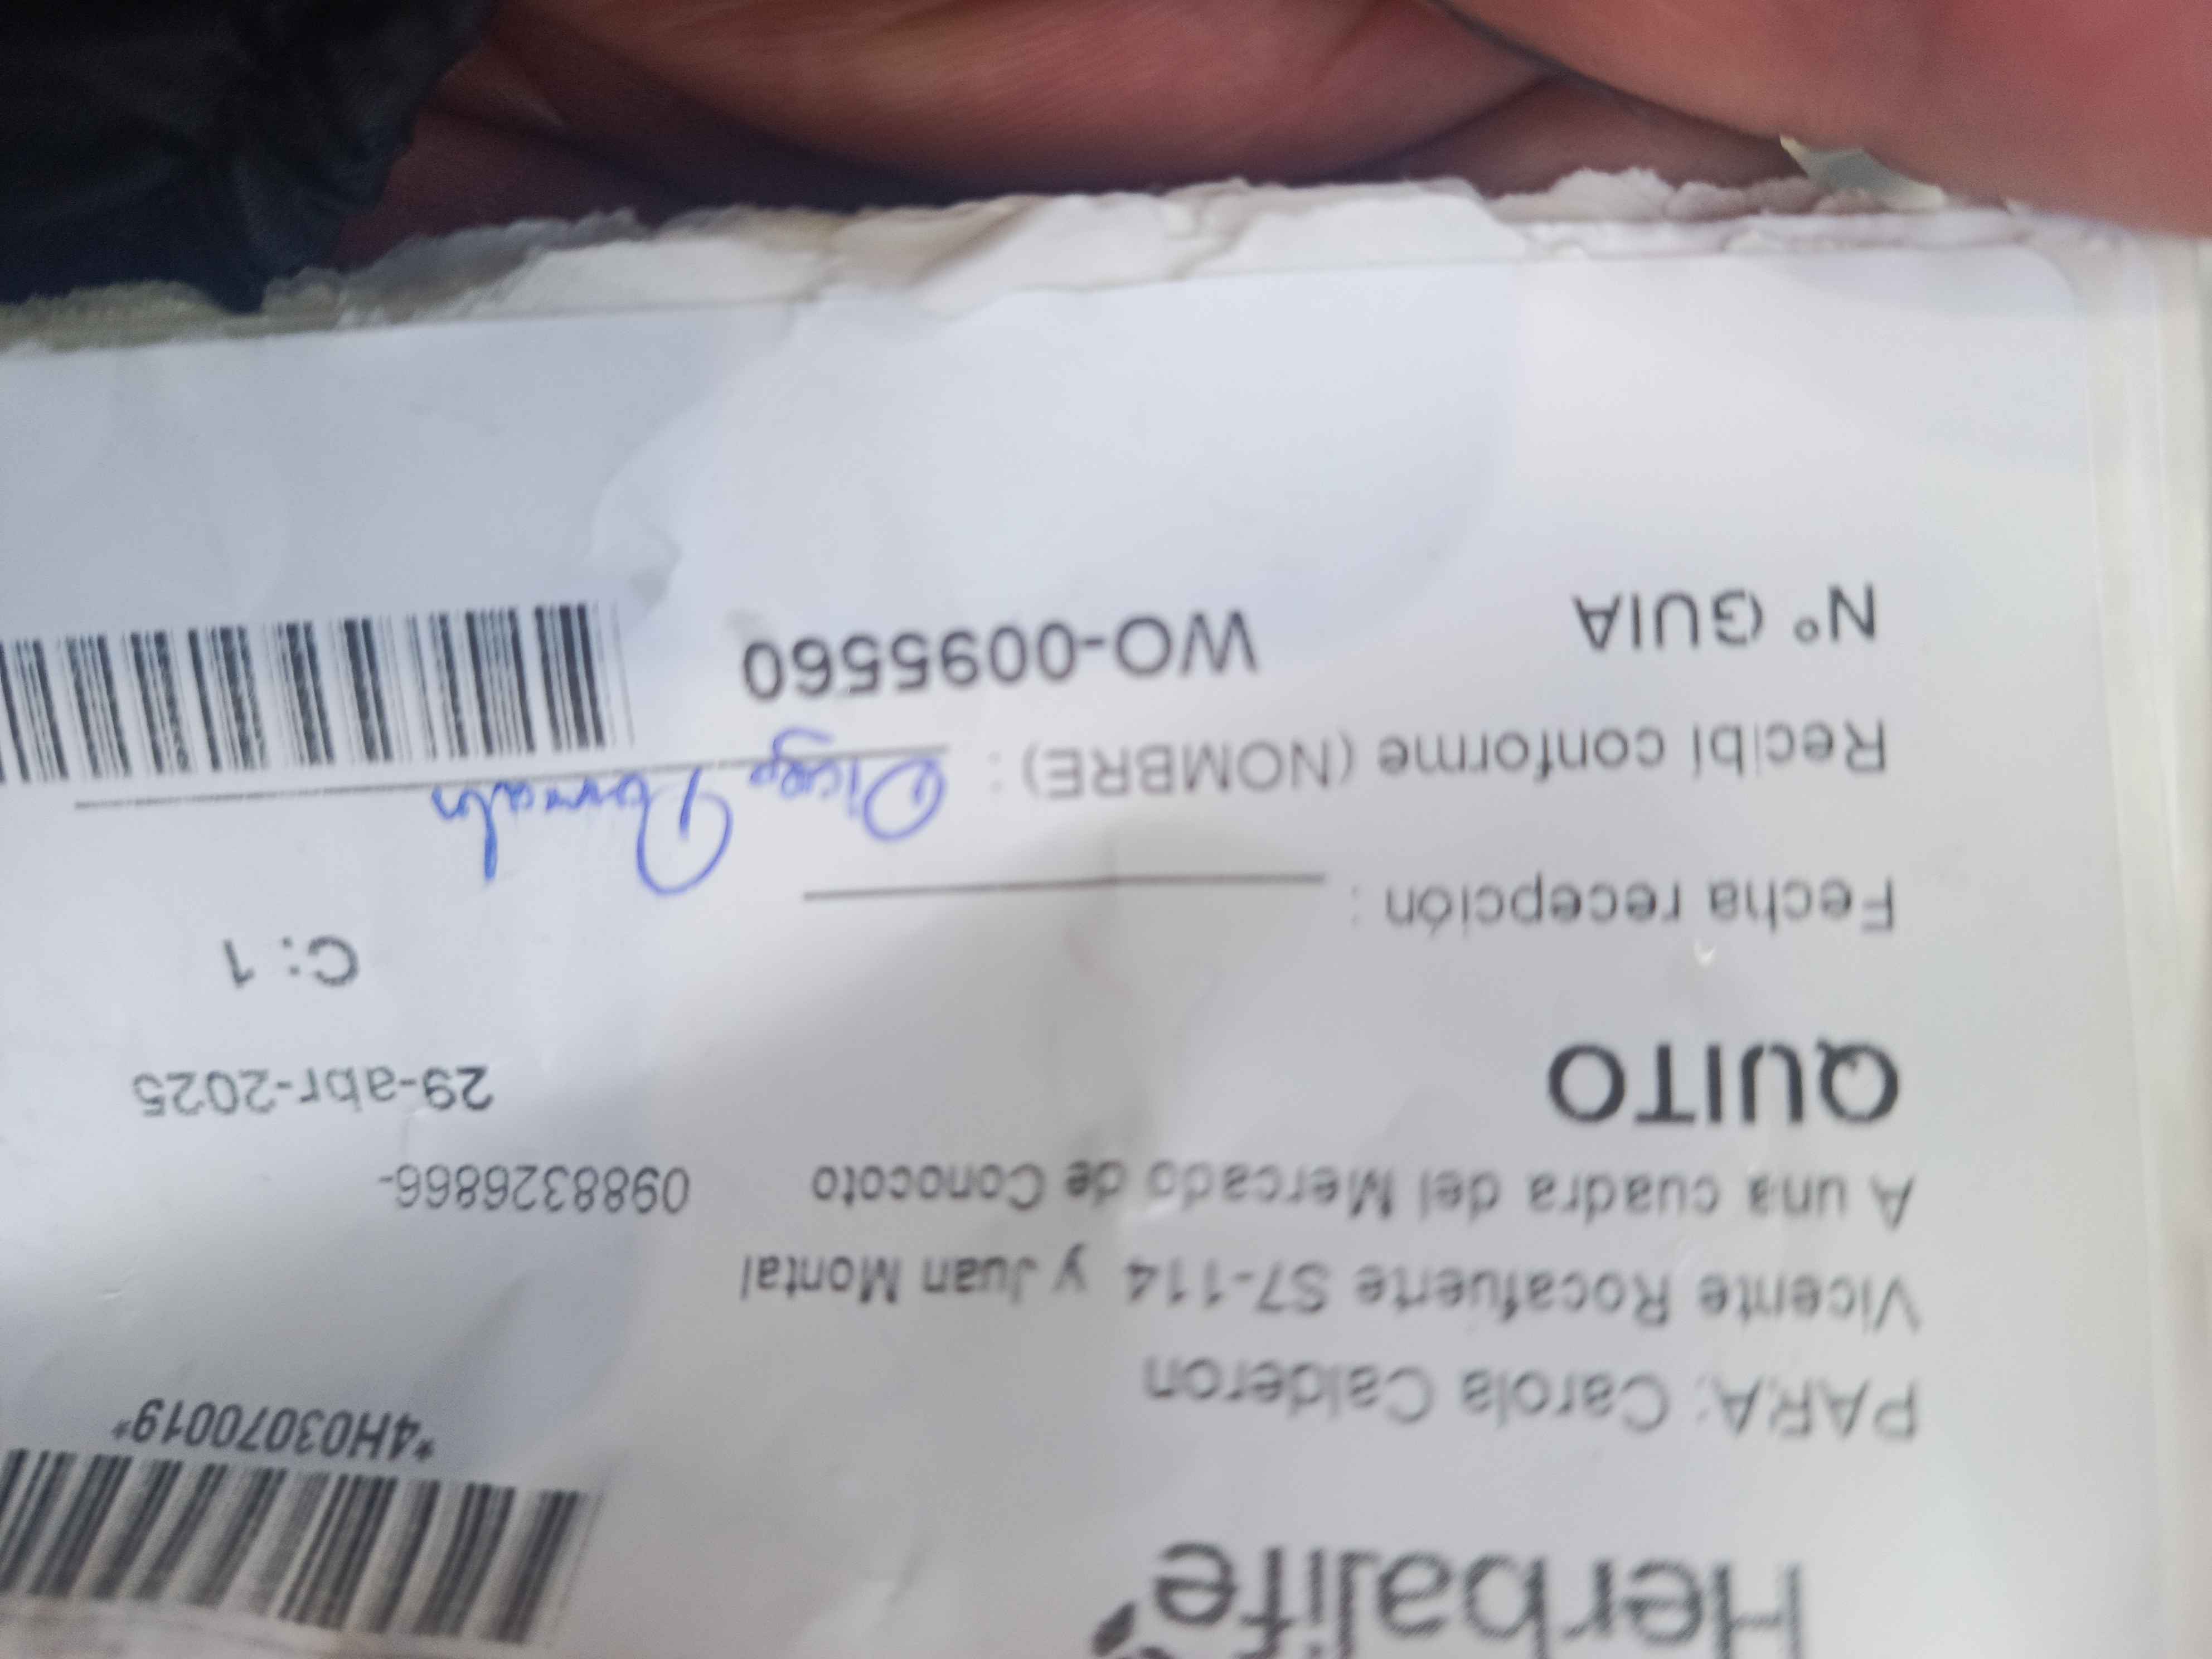 Herbalife
*4H03070019*
PARA: Carola Calderon
Vicente Rocafuerte S7-114 y Juan Montal
A una cuadra del Mercado de Conocoto 0988326866-
QUITO 29-abr-2025
C: 1
Fecha recepción :
Recibí conforme (NOMBRE) : Diego
N° GUIA WO-0095560